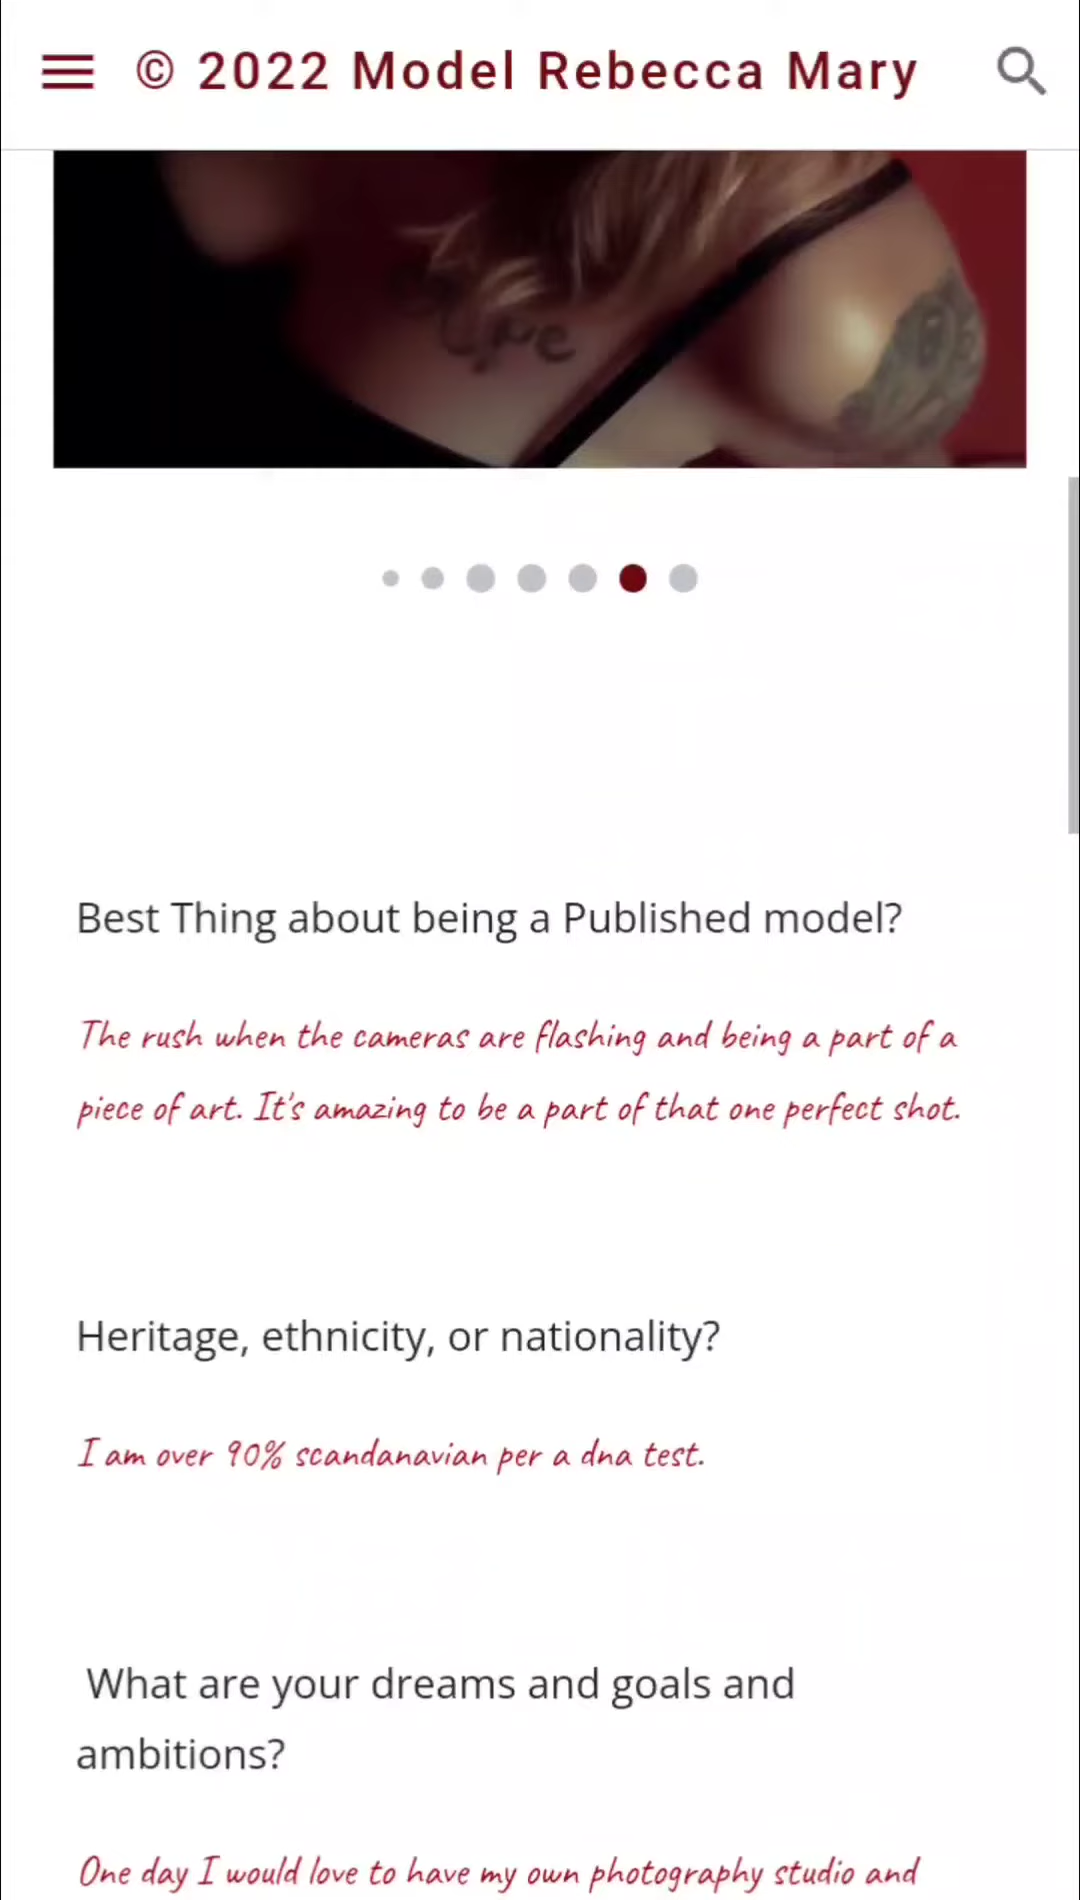 © 2022 Model Rebecca Mary
Best Thing about being a Published model?
The rush when the cameras are flashing and being a part of a
piece of art. It's amazing to be a part of that one perfect shot.
Heritage, ethnicity, or nationality?
I am over 90% scandanavian per a dna test.
What are your dreams and goals and
ambitions?
One day I would love to have my own photography studio and